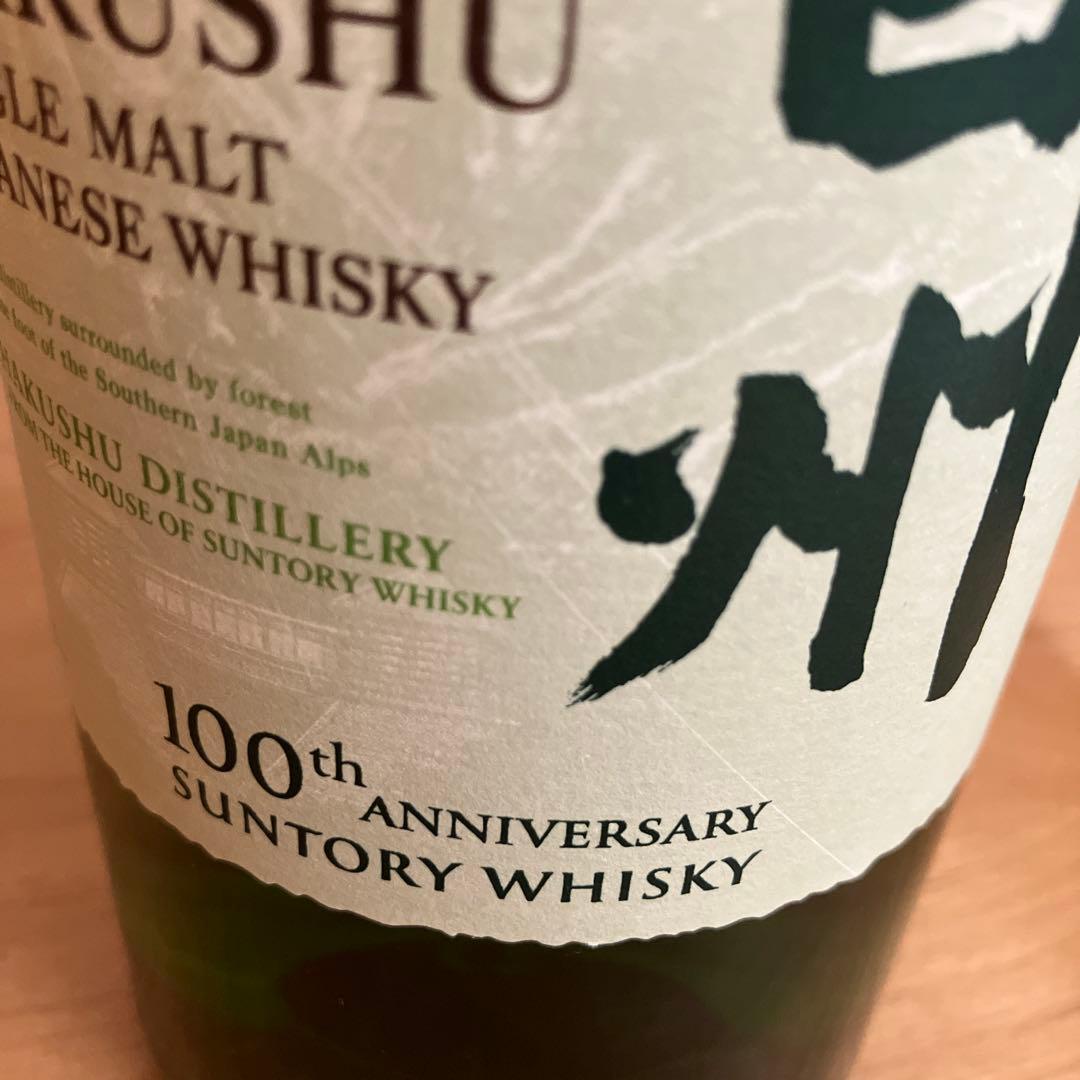 KUSHU
GLE MALT
ANESE WHISKY
distillery surrounded by forest
the foot of the Southern Japan Alps
HAKUSHU DISTILLERY
FROM THE HOUSE OF SUNTORY WHISKY
100th
ANNIVERSARY
SUNTORY WHISKY
白
州